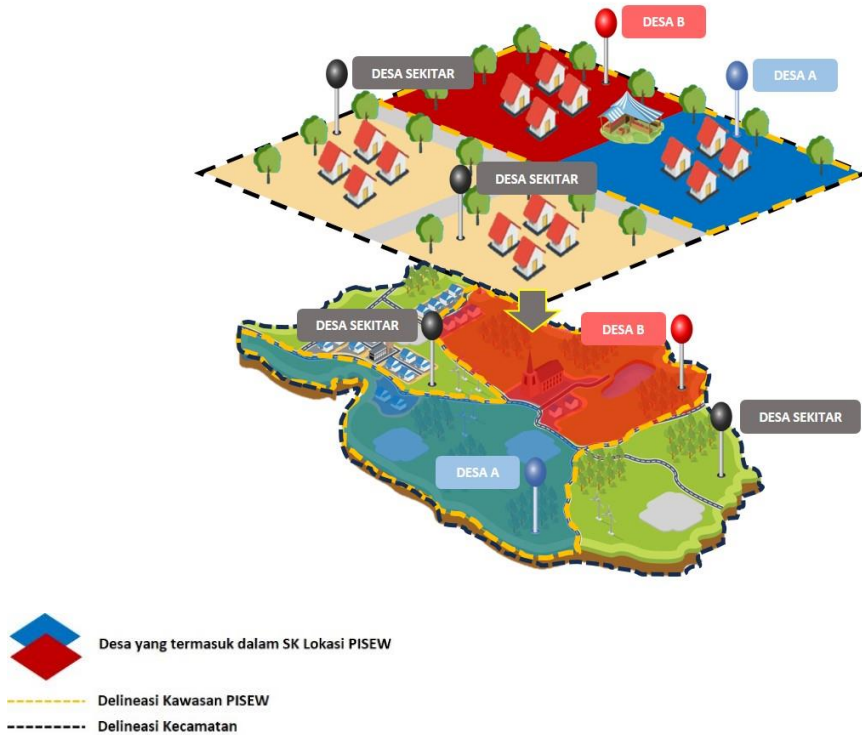 DESA B
DESA SEKITAR
DESA A
DESA SEKITAR
DESA SEKITAR
DESA B
DESA SEKITAR
DESA A
Desa yang termasuk dalam SK Lokasi PISEW
Delineasi Kawasan PISEW
Delineasi Kecamatan